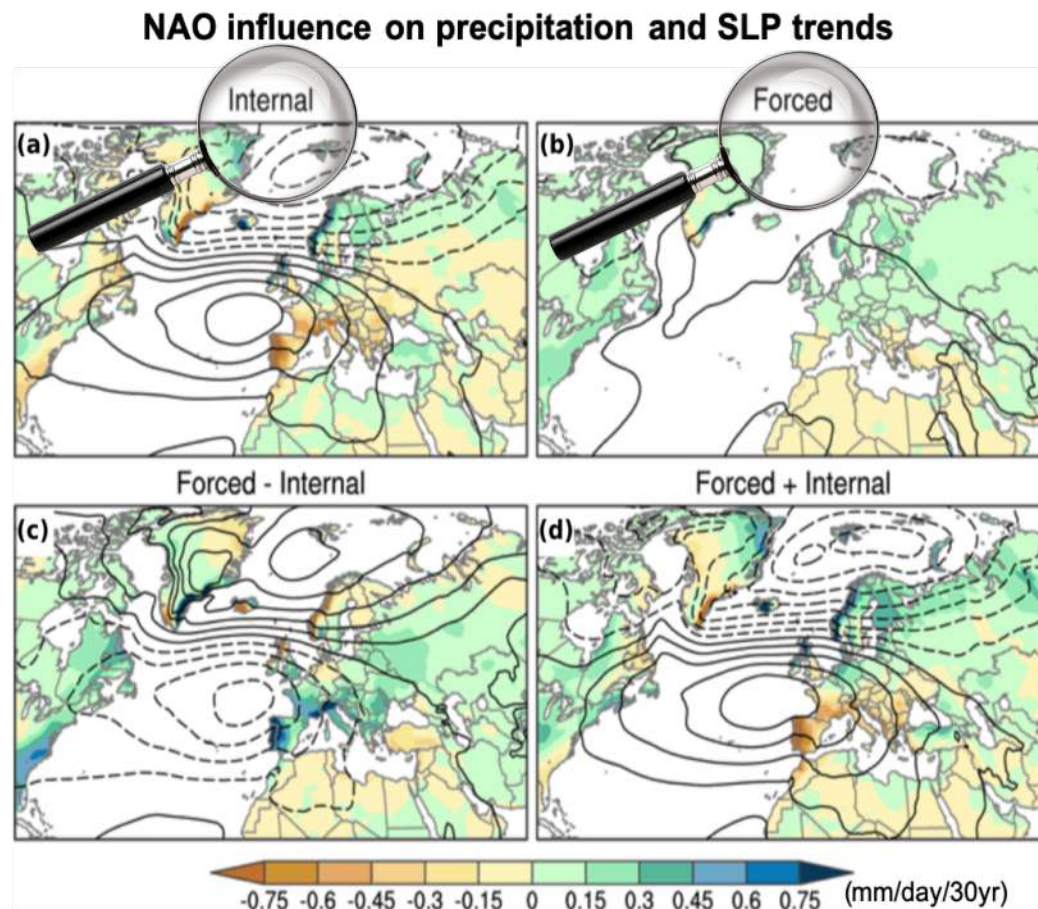 NAO influence on precipitation and SLP trends
Internal
Forced
(a)
(b)
Forced - Internal
Forced + Internal
(c)
(d)
-0.75 -0.6 -0.45 -0.3 -0.15 0 0.15 0.3 0.45 0.6 0.75 (mm/day/30yr)